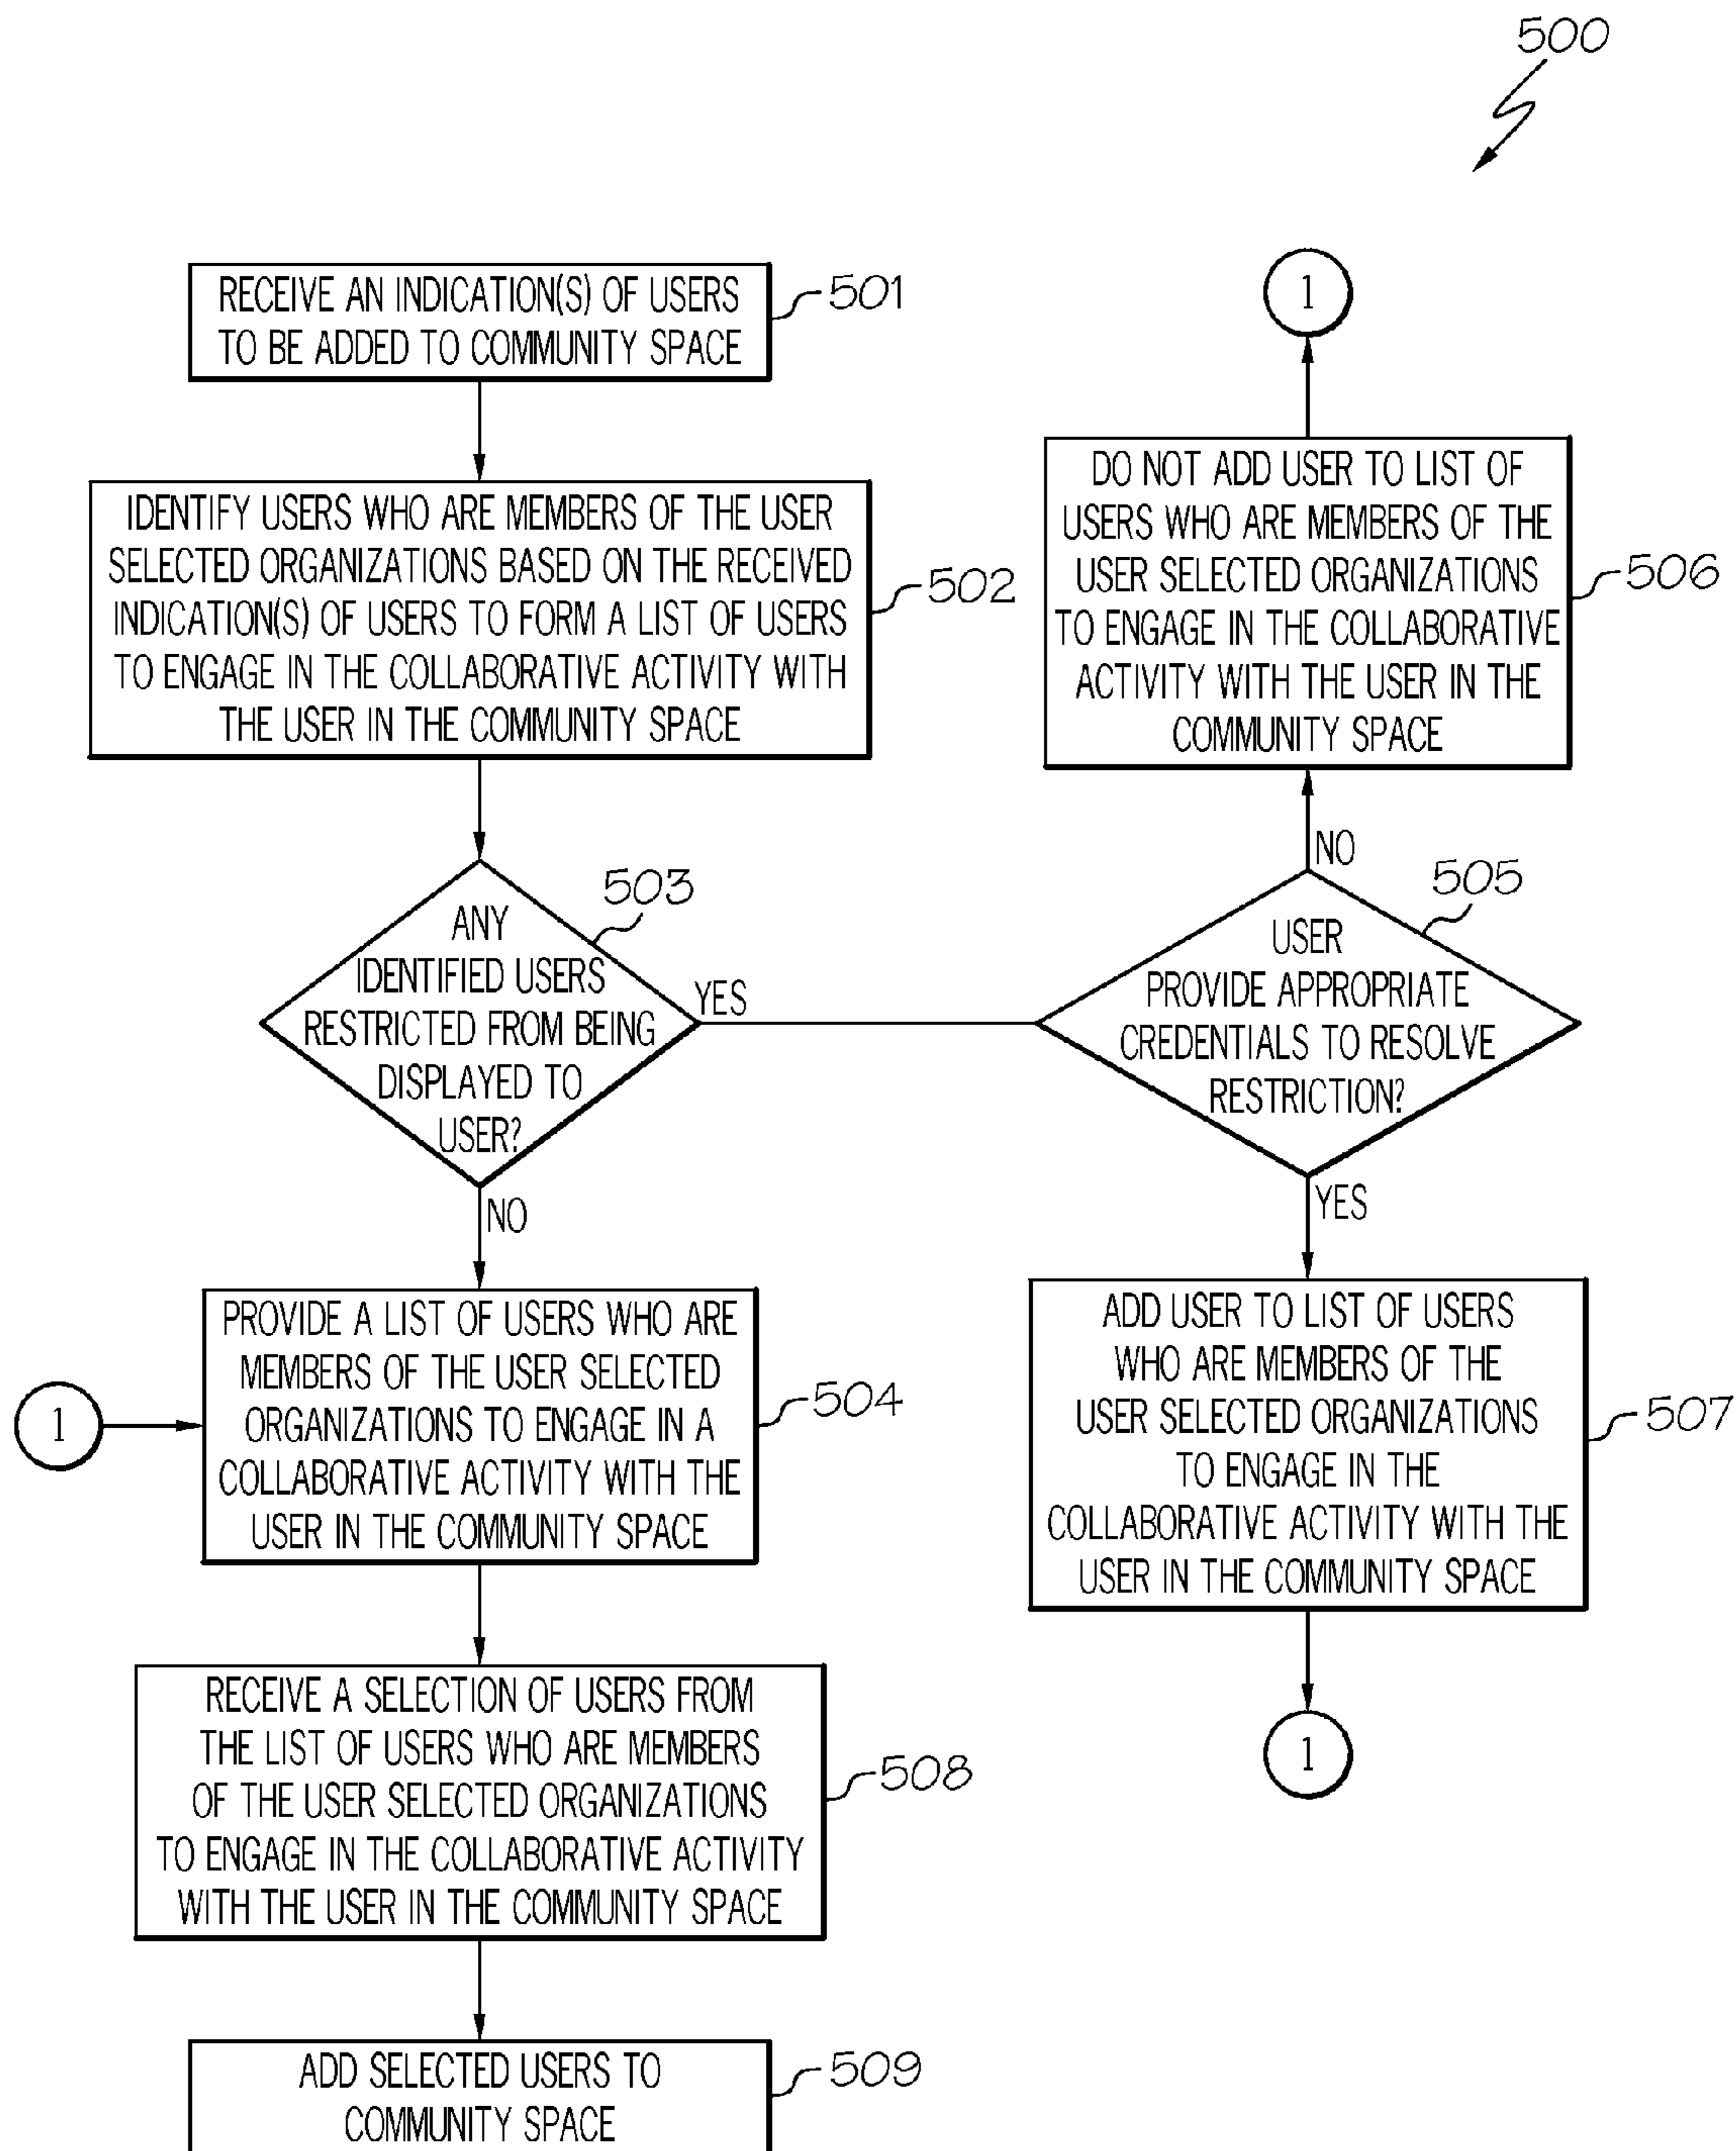 500
RECEIVE AN INDICATION(S) OF USERS
TO BE ADDED TO COMMUNITY SPACE
501
IDENTIFY USERS WHO ARE MEMBERS OF THE USER
SELECTED ORGANIZATIONS BASED ON THE RECEIVED
INDICATION(S) OF USERS TO FORM A LIST OF USERS
TO ENGAGE IN THE COLLABORATIVE ACTIVITY WITH
THE USER IN THE COMMUNITY SPACE
502
ANY
IDENTIFIED USERS
RESTRICTED FROM BEING
DISPLAYED TO
USER?
503
YES
NO
1
PROVIDE A LIST OF USERS WHO ARE
MEMBERS OF THE USER SELECTED
ORGANIZATIONS TO ENGAGE IN A
COLLABORATIVE ACTIVITY WITH THE
USER IN THE COMMUNITY SPACE
504
RECEIVE A SELECTION OF USERS FROM
THE LIST OF USERS WHO ARE MEMBERS
OF THE USER SELECTED ORGANIZATIONS
TO ENGAGE IN THE COLLABORATIVE ACTIVITY
WITH THE USER IN THE COMMUNITY SPACE
508
ADD SELECTED USERS TO
COMMUNITY SPACE
509
1
DO NOT ADD USER TO LIST OF
USERS WHO ARE MEMBERS OF THE
USER SELECTED ORGANIZATIONS
TO ENGAGE IN THE COLLABORATIVE
ACTIVITY WITH THE USER IN THE
COMMUNITY SPACE
506
NO
USER
PROVIDE APPROPRIATE
CREDENTIALS TO RESOLVE
RESTRICTION?
505
YES
ADD USER TO LIST OF USERS
WHO ARE MEMBERS OF THE
USER SELECTED ORGANIZATIONS
TO ENGAGE IN THE
COLLABORATIVE ACTIVITY WITH THE
USER IN THE COMMUNITY SPACE
507
1